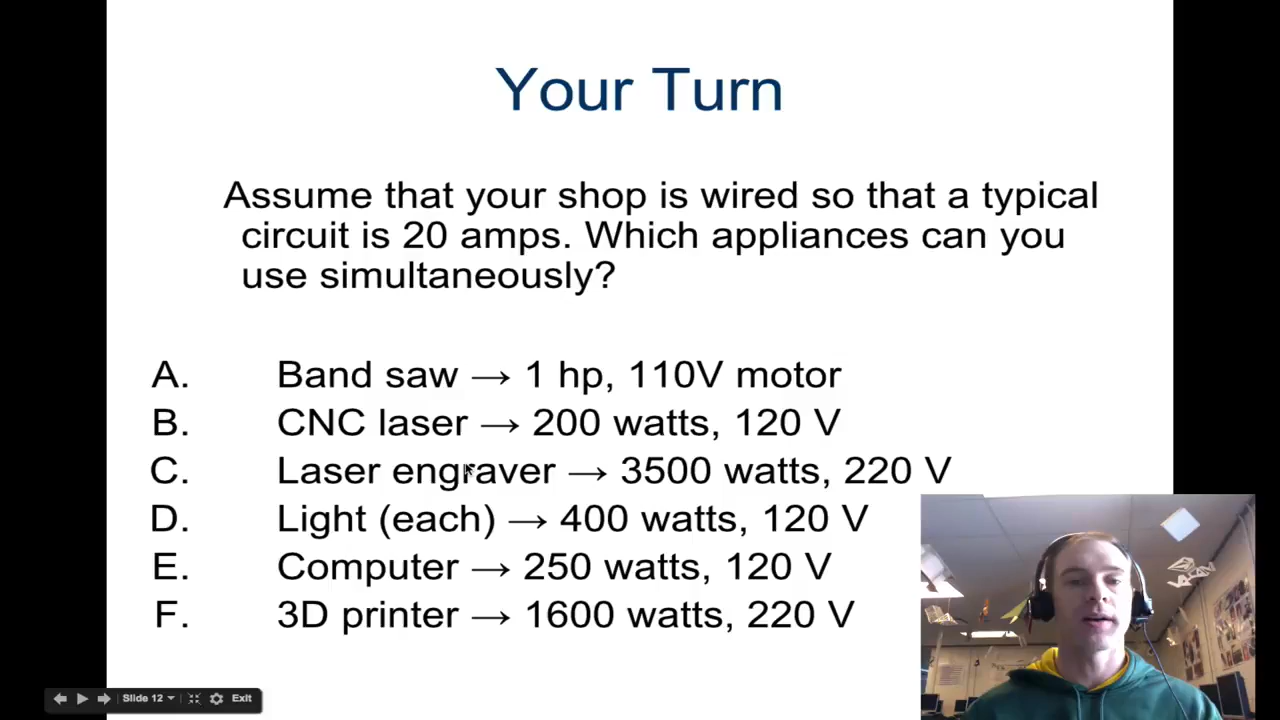 Your Turn
Assume that your shop is wired so that a typical
circuit is 20 amps. Which appliances can you
use simultaneously?
A. Band saw → 1 hp, 110V motor
B. CNC laser → 200 watts, 120 V
C. Laser engraver → 3500 watts, 220 V
D. Light (each) → 400 watts, 120 V
E. Computer → 250 watts, 120 V
F. 3D printer → 1600 watts, 220 V
Slide 12 Exit